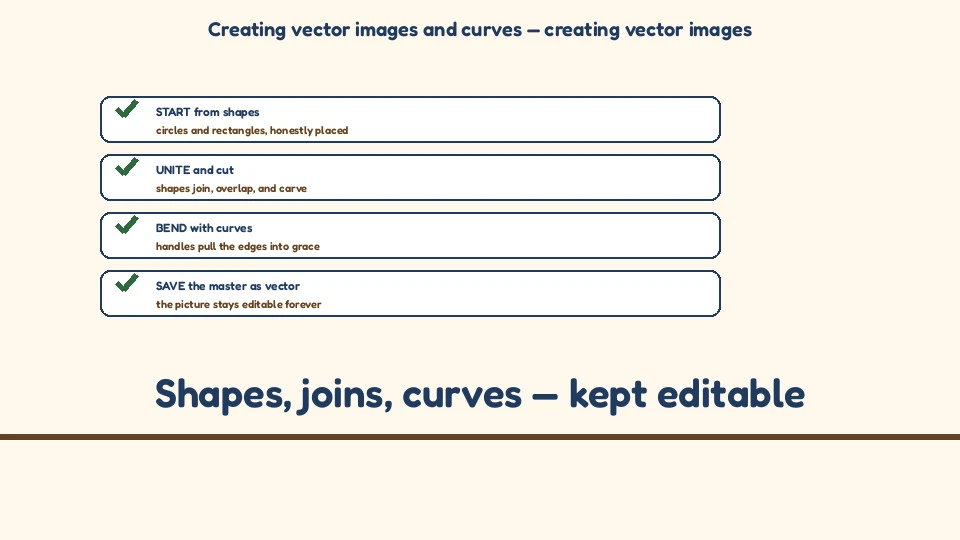 Creating vector images and curves — creating vector images
START from shapes
circles and rectangles, honestly placed
UNITE and cut
shapes join, overlap, and carve
BEND with curves
handles pull the edges into grace
SAVE the master as vector
the picture stays editable forever
Shapes, joins, curves — kept editable